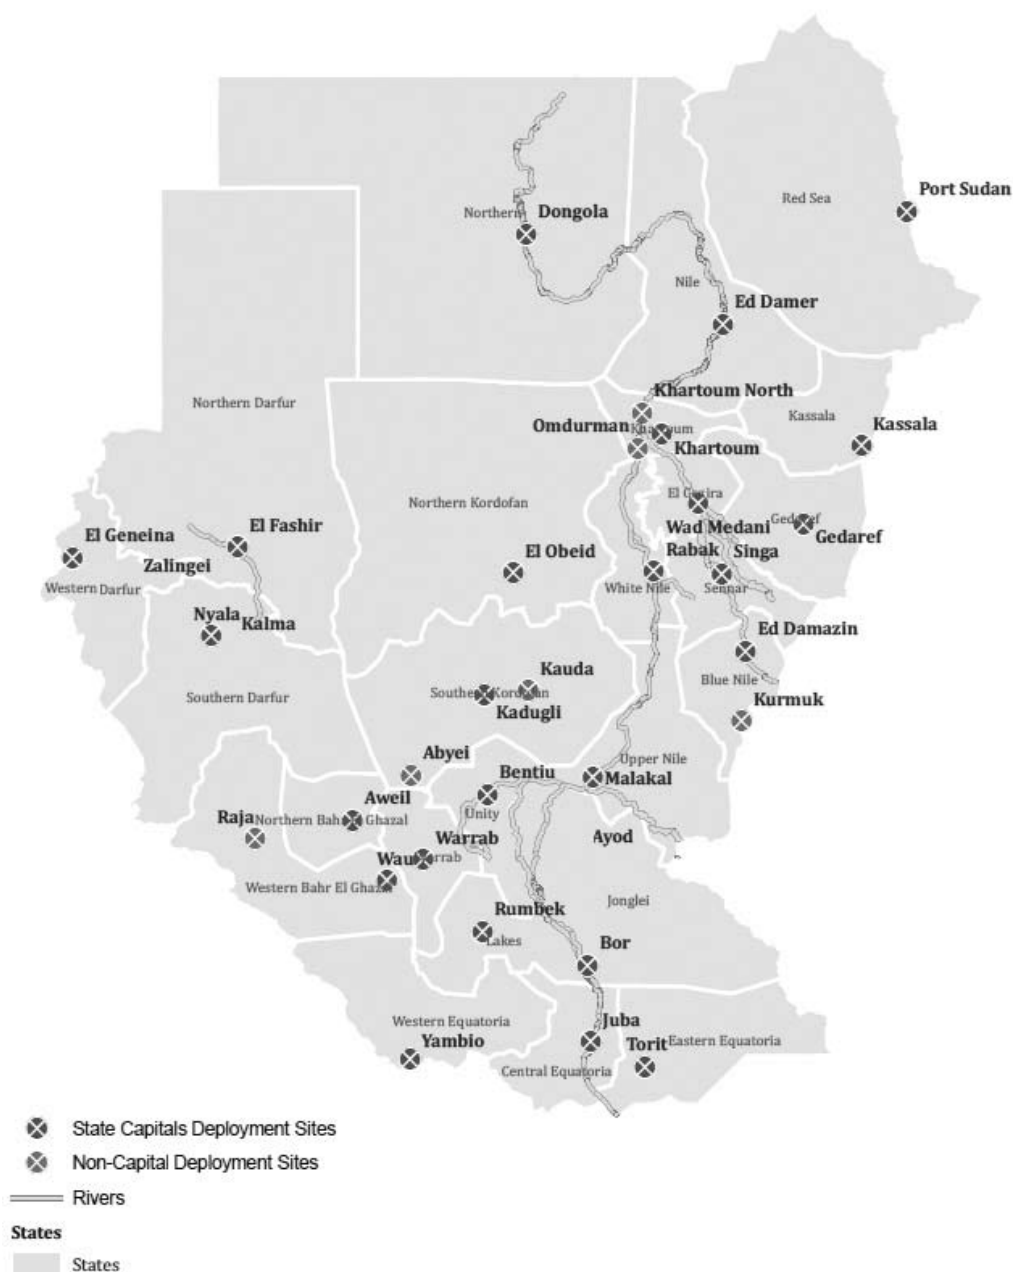 Port Sudan
Red Sea
Northern
Dongola
Nile
Ed Damer
Khartoum North
Northern Darfur
Kassala
Kassala
Omdurman
Khartoum
Khartoum
El Gezira
Northern Kordofan
Gedaref
Gedaref
Wad Medani
El Geneina
El Fashir
El Obeid
Rabak
Singa
Zalingei
Western Darfur
White Nile
Sennar
Nyala
Kalma
Ed Damazin
Southern Darfur
Southern Kordofan
Kauda
Kadugli
Blue Nile
Kurmuk
Abyei
Bentiu
Upper Nile
Malakal
Aweil
Unity
Raja
Northern Bahr Ghazal
Warrab
Ayod
Wau
Warrab
Western Bahr El Ghazal
Rumbek
Lakes
Jonglei
Bor
Western Equatoria
Juba
Yambio
Torit
Eastern Equatoria
Central Equatoria
State Capitals Deployment Sites
Non-Capital Deployment Sites
Rivers
States
States